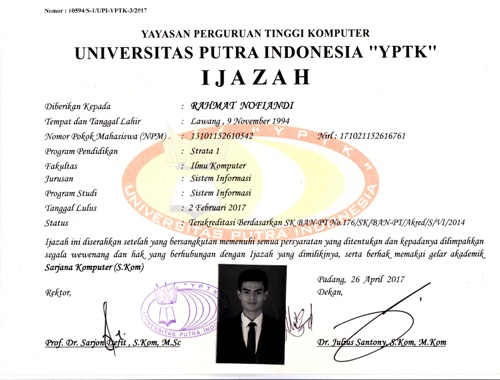 Nomor : 10594/S-1/UPI-YPTK-3/2017
YAYASAN PERGURUAN TINGGI KOMPUTER
UNIVERSITAS PUTRA INDONESIA "YPTK"
IJAZAH
Diberikan Kepada : RAHMAT NOFIANDI
Tempat dan Tanggal Lahir : Lawang, 9 November 1994
Nomor Pokok Mahasiswa (NPM) : 13101152610542 Nirl : 171021152616761
Program Pendidikan : Strata 1
Fakultas : Ilmu Komputer
Jurusan : Sistem Informasi
Program Studi : Sistem Informasi
Tanggal Lulus : 2 Februari 2017
Status : Terakreditasi Berdasarkan SK BAN-PT No.176/SK/BAN-PT/Akred/S/VI/2014
"YPTK"
UNIVERSITAS PUTRA INDONESIA
Ijazah ini diserahkan setelah yang bersangkutan memenuhi semua persyaratan yang ditentukan dan kepadanya dilimpahkan
segala wewenang dan hak yang berhubungan dengan Ijazah yang dimilikinya, serta berhak memakai gelar akademik
Sarjana Komputer (S.Kom)
Padang, 26 April 2017
Rektor, Dekan,
"YPTK"
UNIVERSITAS PUTRA INDONESIA
Prof. Dr. Sarjon Defit , S.Kom, M.Sc Dr. Julius Santony, S.Kom, M.Kom